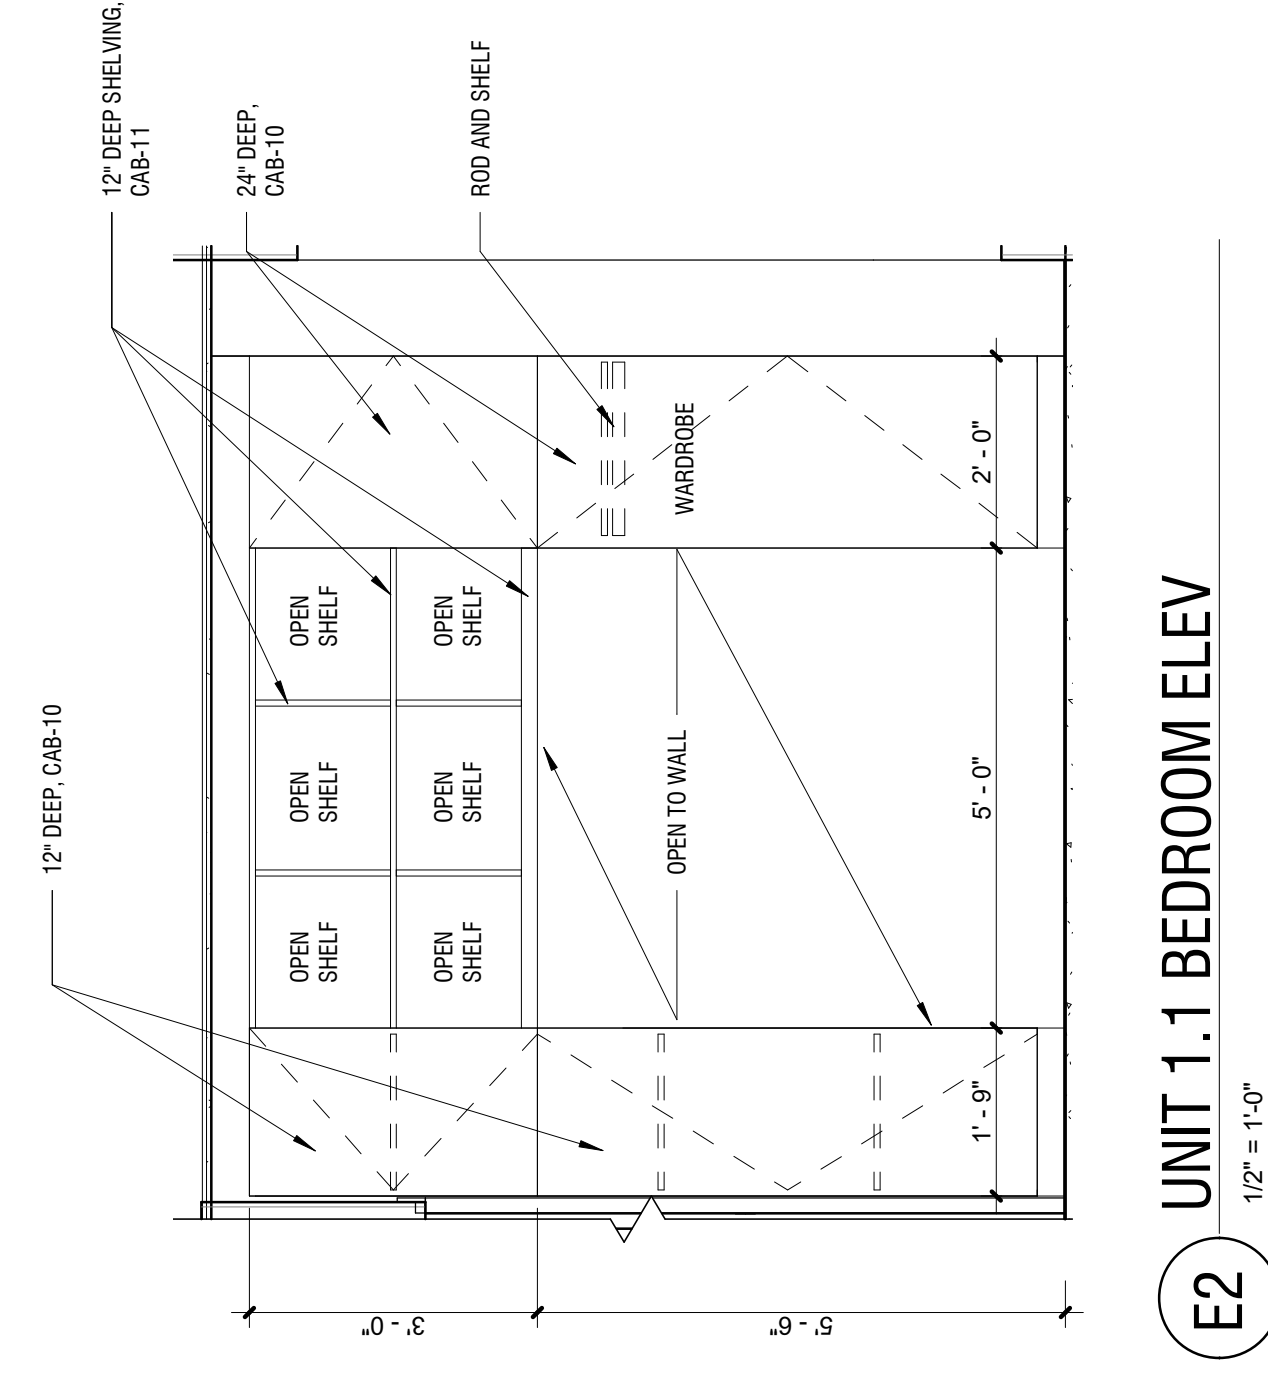 12" DEEP, CAB-10
12" DEEP SHELVING,
CAB-11
24" DEEP,
CAB-10
ROD AND SHELF
OPEN
SHELF
OPEN
SHELF
OPEN
SHELF
OPEN
SHELF
OPEN
SHELF
OPEN
SHELF
OPEN TO WALL
WARDROBE
3' - 0"
5' - 6"
1' - 9"
5' - 0"
2' - 0"
E2
UNIT 1.1 BEDROOM ELEV
1/2" = 1'-0"